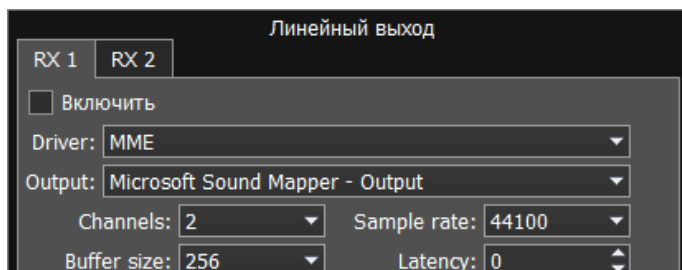 Линейный выход
RX 1 RX 2
Включить
Driver: MME
Output: Microsoft Sound Mapper - Output
Channels: 2 Sample rate: 44100
Buffer size: 256 Latency: 0